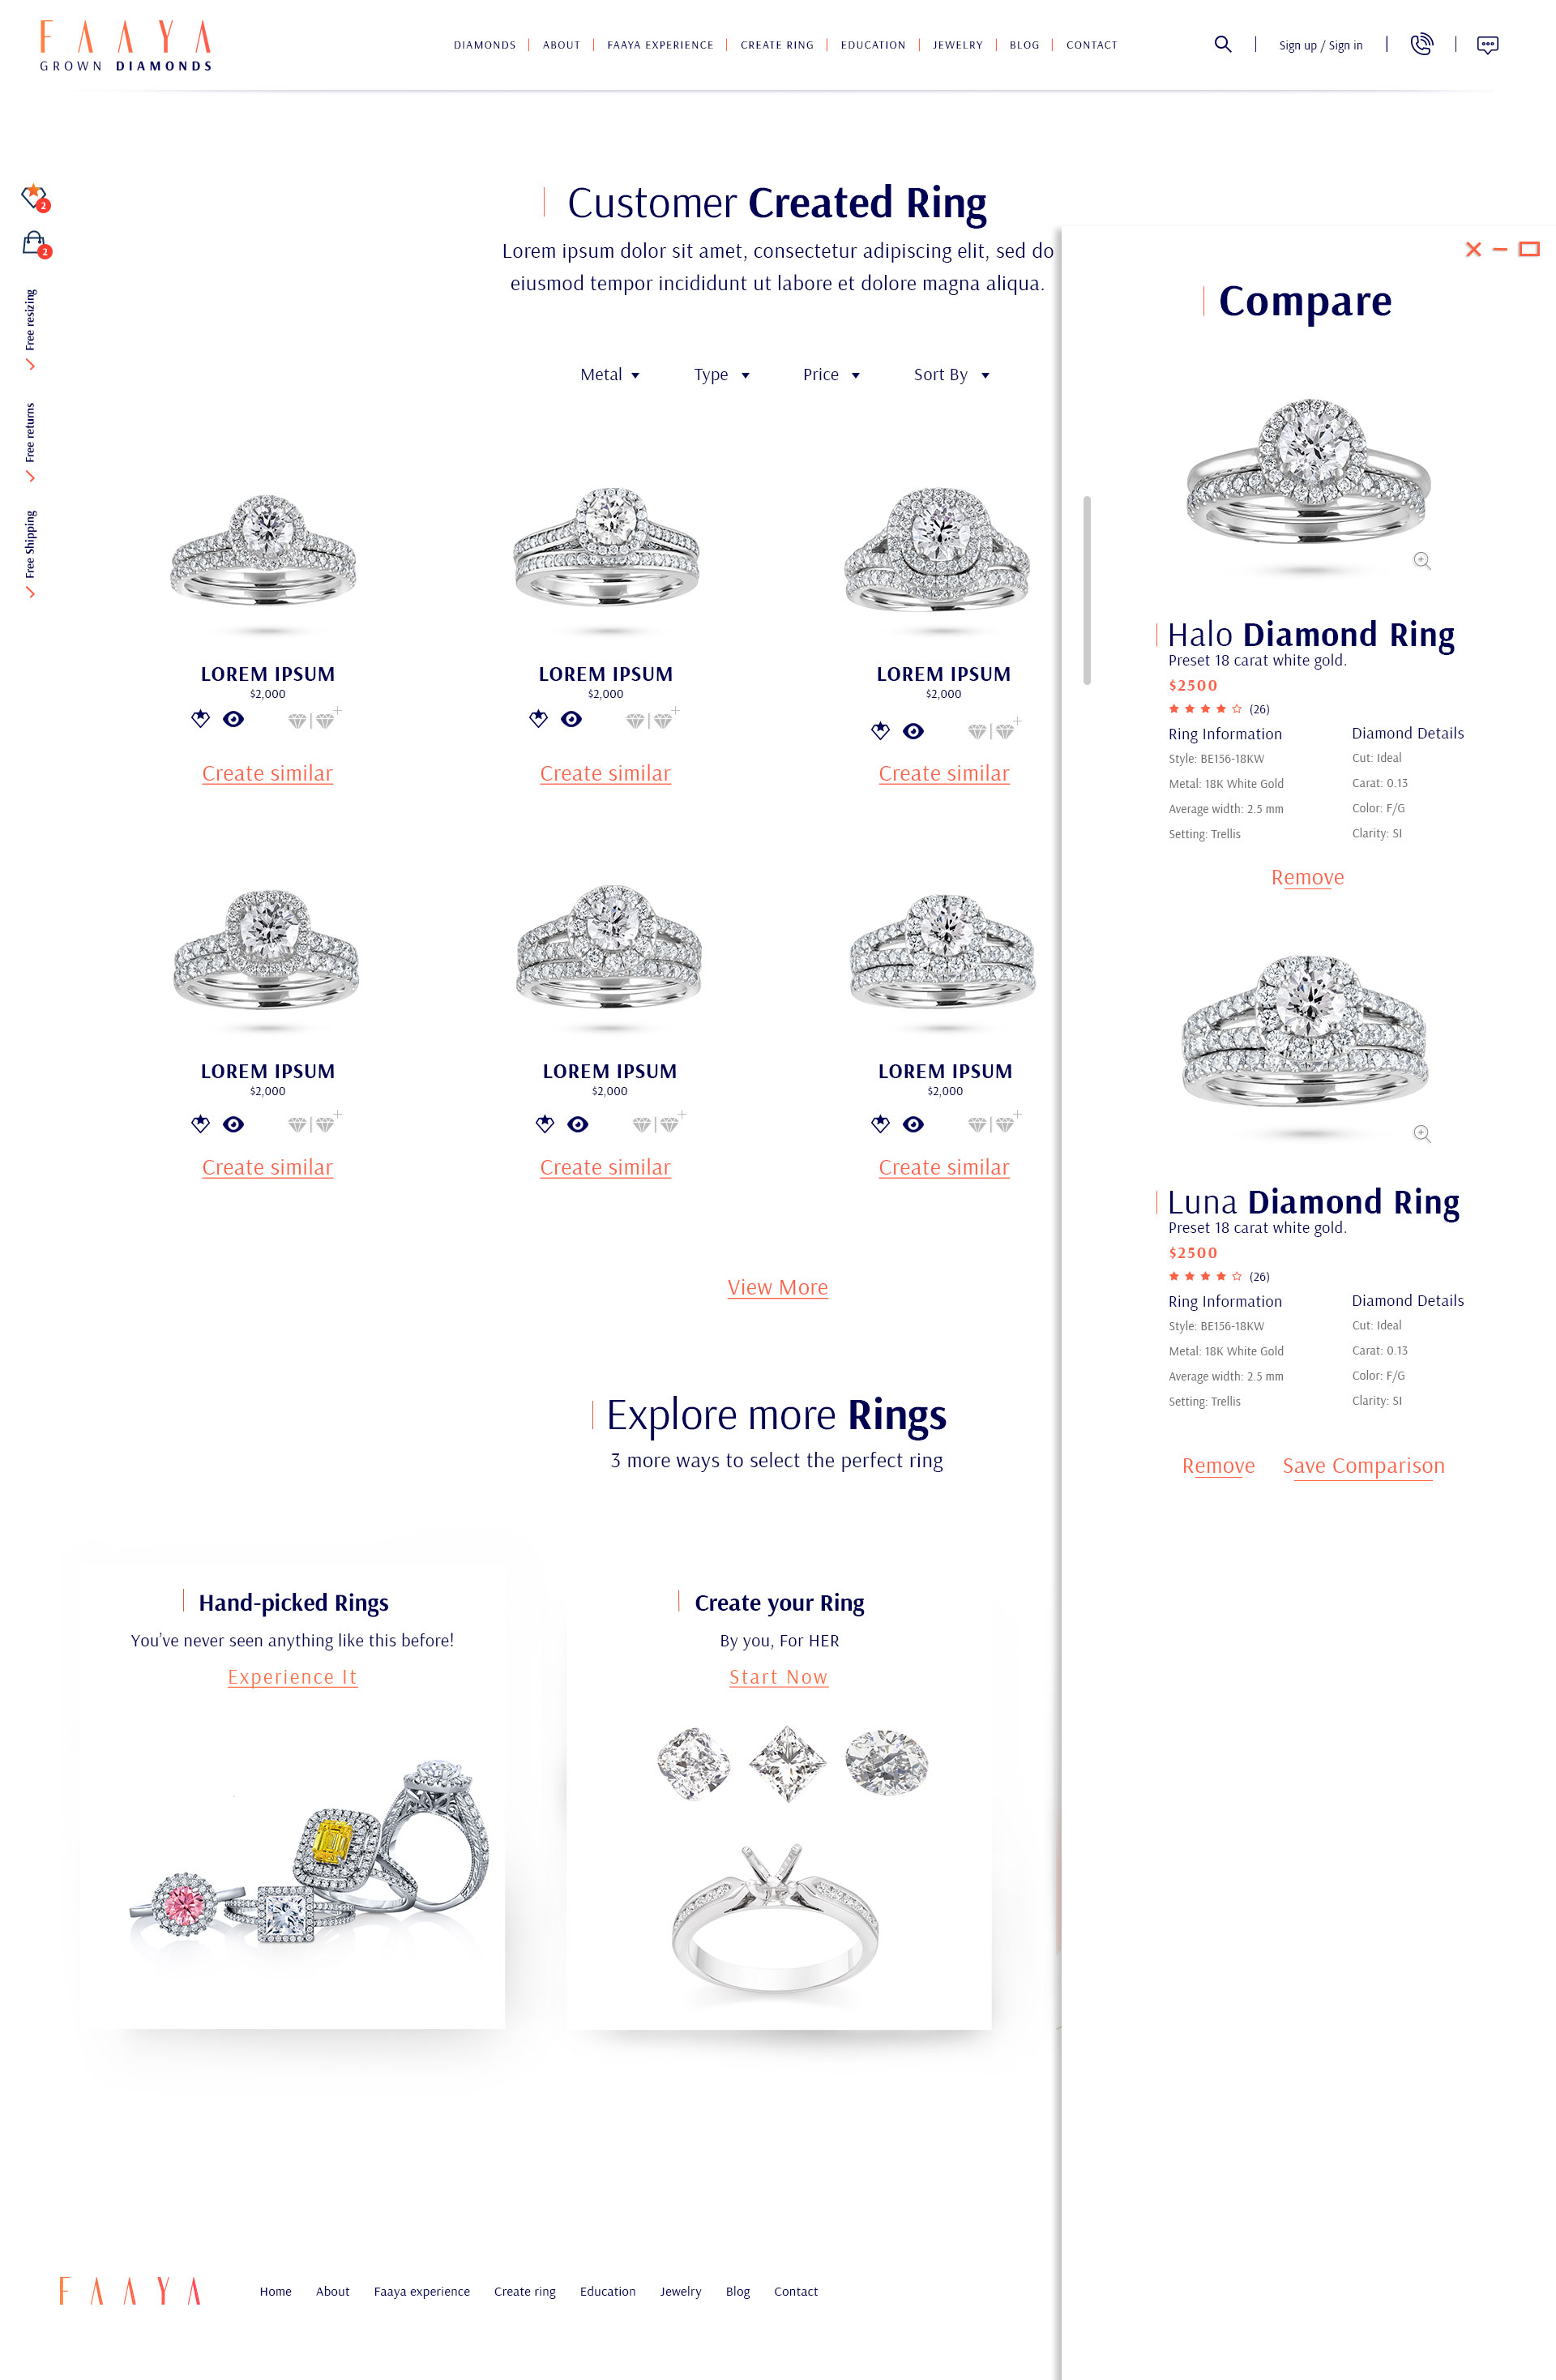 FAAYA
GROWN DIAMONDS
DIAMONDS
ABOUT
FAAYA EXPERIENCE
CREATE RING
EDUCATION
JEWELRY
BLOG
CONTACT
Sign up / Sign in
2
2
Free resizing
Free returns
Free Shipping
Customer Created Ring
Lorem ipsum dolor sit amet, consectetur adipiscing elit, sed do
eiusmod tempor incididunt ut labore et dolore magna aliqua.
Metal
Type
Price
Sort By
LOREM IPSUM
$2,000
Create similar
LOREM IPSUM
$2,000
Create similar
LOREM IPSUM
$2,000
Create similar
LOREM IPSUM
$2,000
Create similar
LOREM IPSUM
$2,000
Create similar
LOREM IPSUM
$2,000
Create similar
View More
Compare
Halo Diamond Ring
Preset 18 carat white gold.
$2500
(26)
Ring Information
Style: BE156-18KW
Metal: 18K White Gold
Average width: 2.5 mm
Setting: Trellis
Diamond Details
Cut: Ideal
Carat: 0.13
Color: F/G
Clarity: SI
Remove
Luna Diamond Ring
Preset 18 carat white gold.
$2500
(26)
Ring Information
Style: BE156-18KW
Metal: 18K White Gold
Average width: 2.5 mm
Setting: Trellis
Diamond Details
Cut: Ideal
Carat: 0.13
Color: F/G
Clarity: SI
Remove
Save Comparison
Explore more Rings
3 more ways to select the perfect ring
Hand-picked Rings
You've never seen anything like this before!
Experience It
Create your Ring
By you, For HER
Start Now
FAAYA
Home
About
Faaya experience
Create ring
Education
Jewelry
Blog
Contact